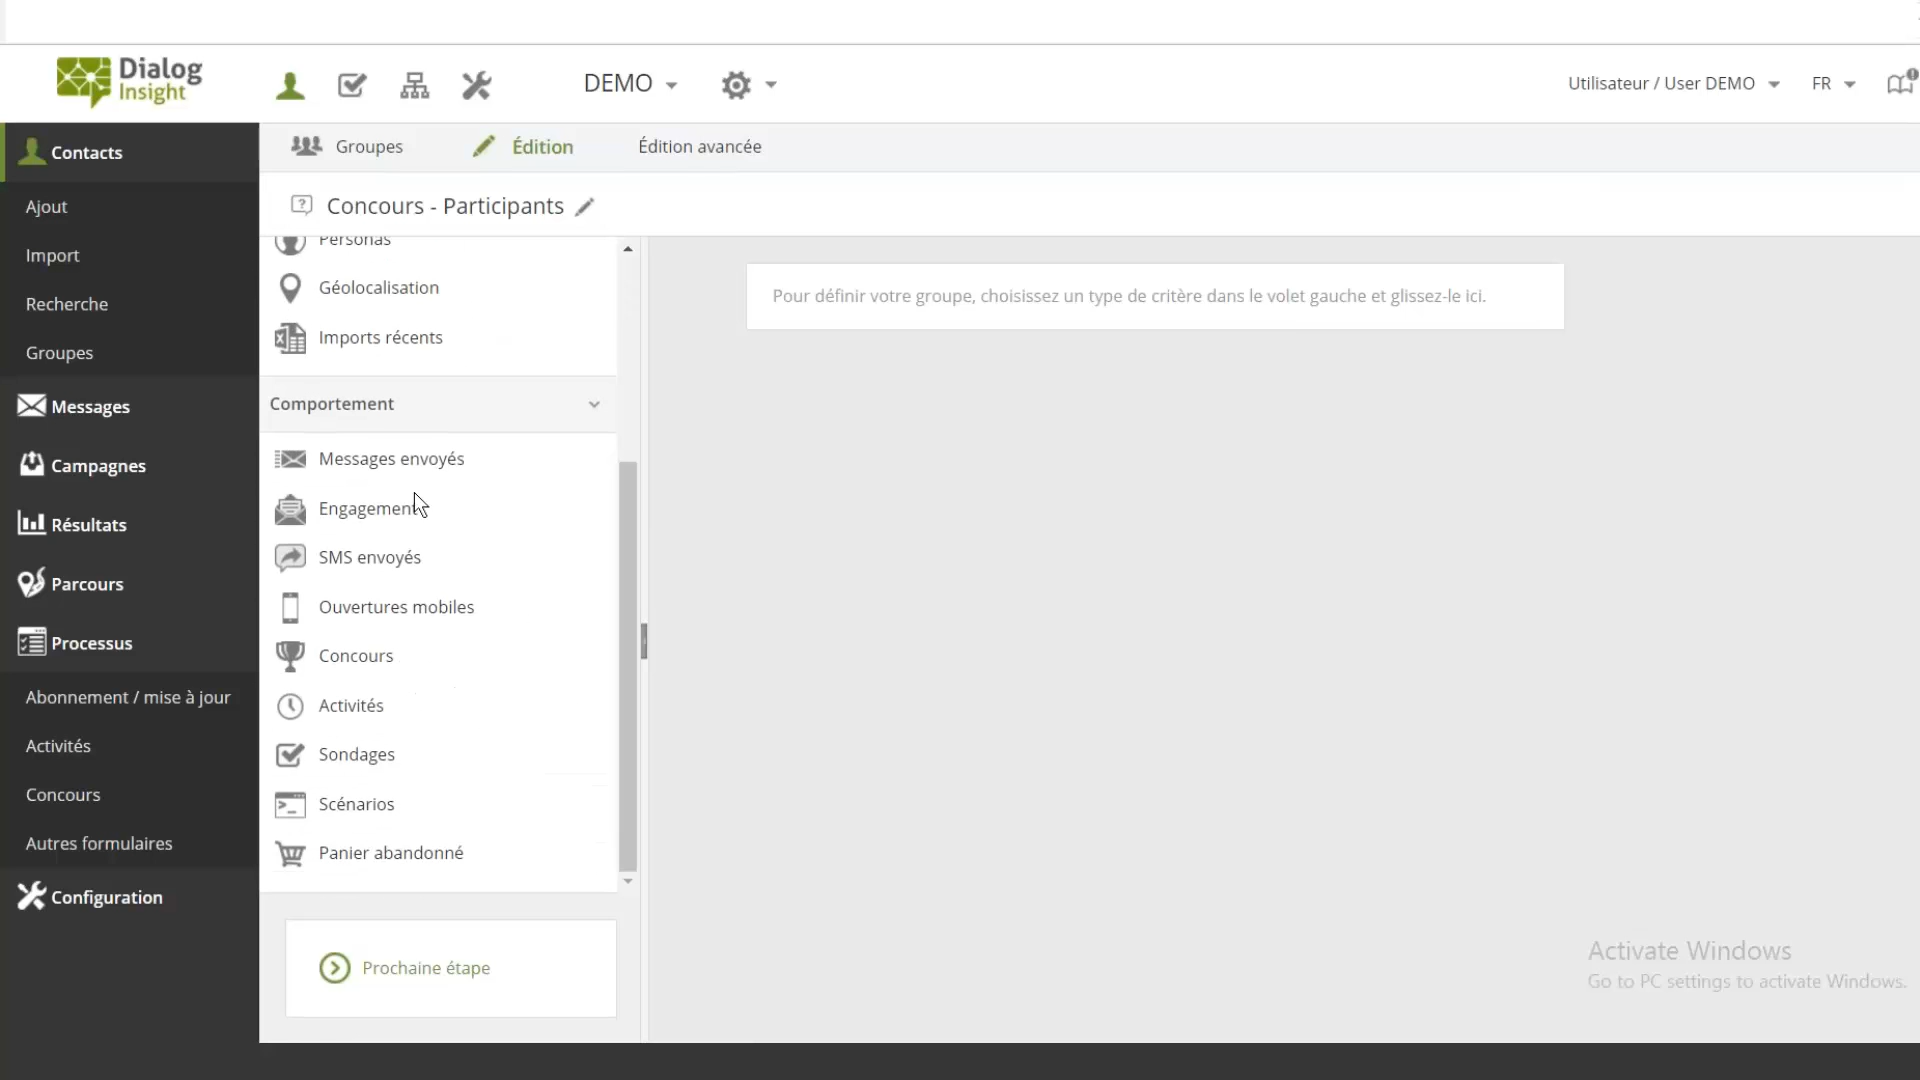 Dialog
Insight
DEMO
Utilisateur / User DEMO
FR
Contacts
Ajout
Import
Recherche
Groupes
Messages
Campagnes
Résultats
Parcours
Processus
Abonnement / mise à jour
Activités
Concours
Autres formulaires
Configuration
Groupes
Édition
Édition avancée
Concours - Participants
Personas
Géolocalisation
Imports récents
Comportement
Messages envoyés
Engagement
SMS envoyés
Ouvertures mobiles
Concours
Activités
Sondages
Scénarios
Panier abandonné
Prochaine étape
Pour définir votre groupe, choisissez un type de critère dans le volet gauche et glissez-le ici.
Activate Windows
Go to PC settings to activate Windows.